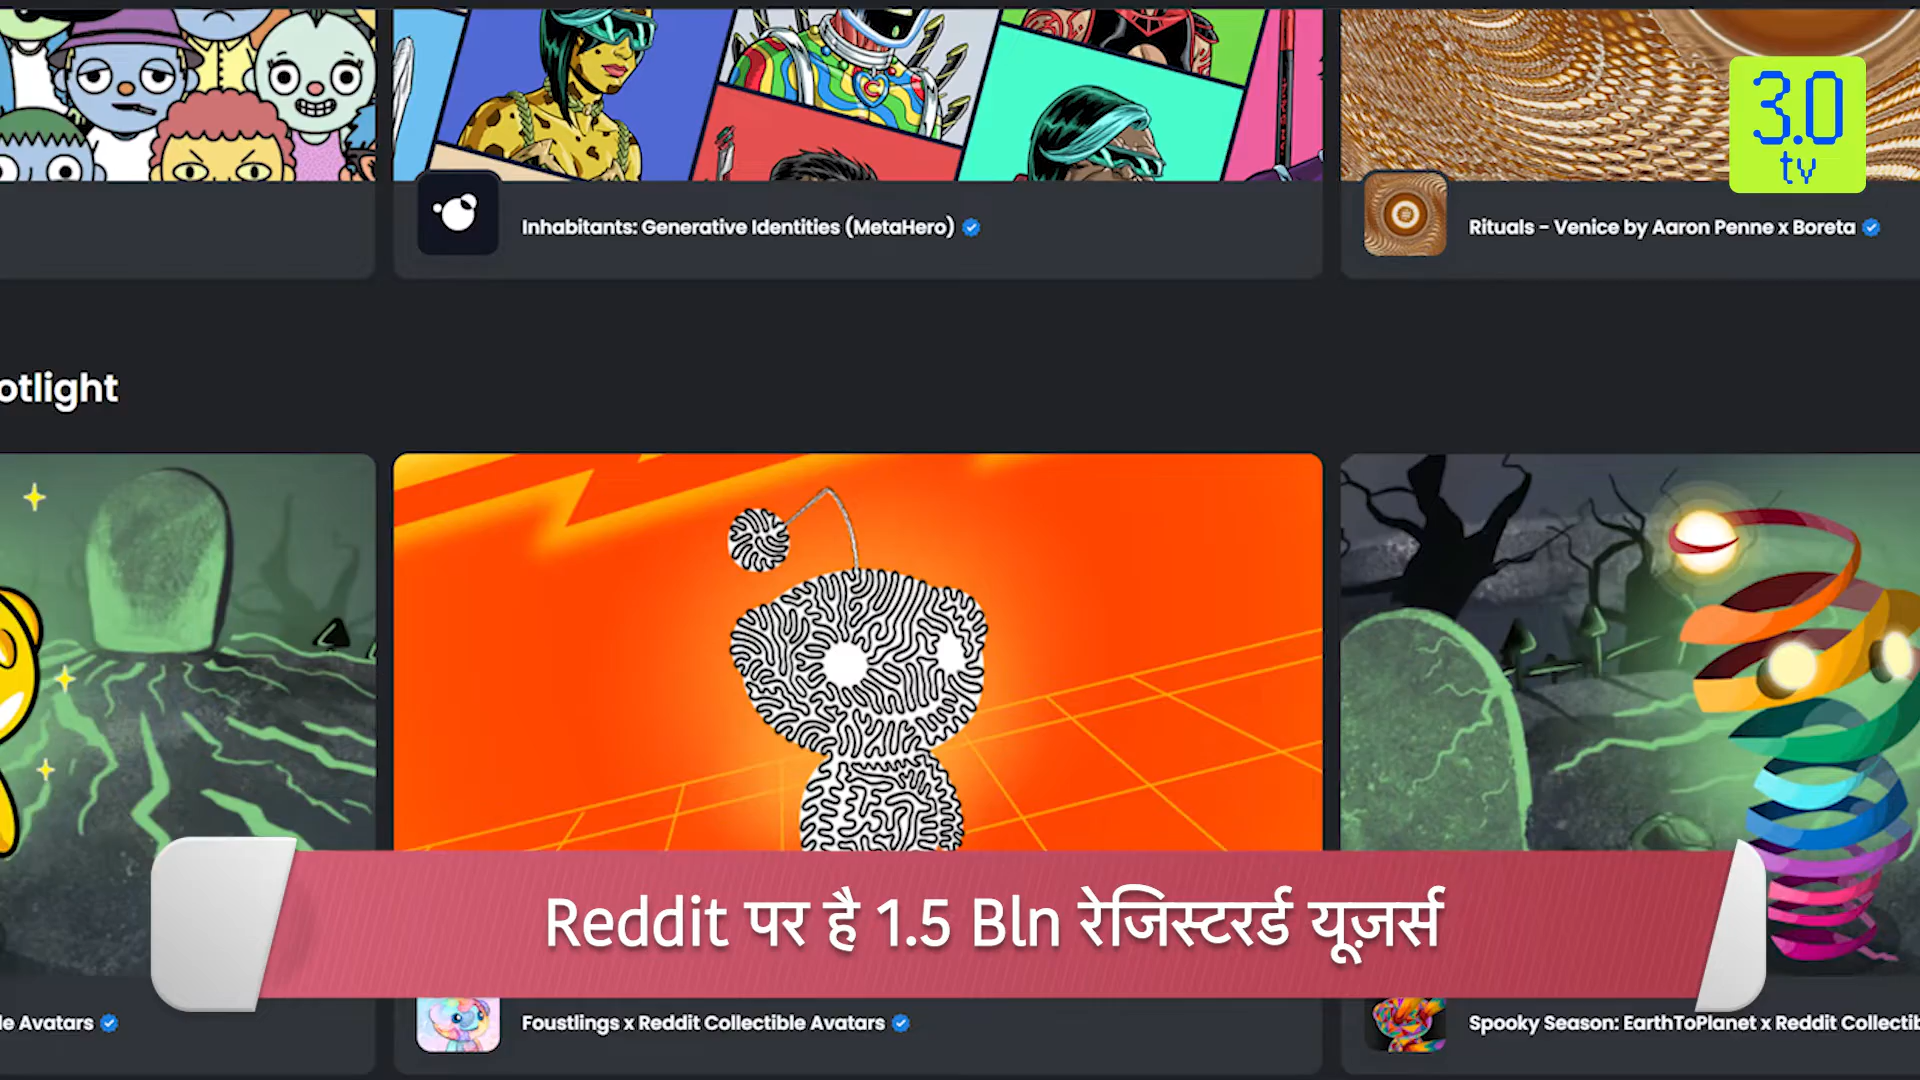 3.0
tv
Inhabitants: Generative Identities (MetaHero)
Rituals - Venice by Aaron Penne x Boreta
otlight
Reddit पर है 1.5 Bln रेजिस्टरर्ड यूज़र्स
le Avatars
Foustlings x Reddit Collectible Avatars
Spooky Season: EarthToPlanet x Reddit Collectib